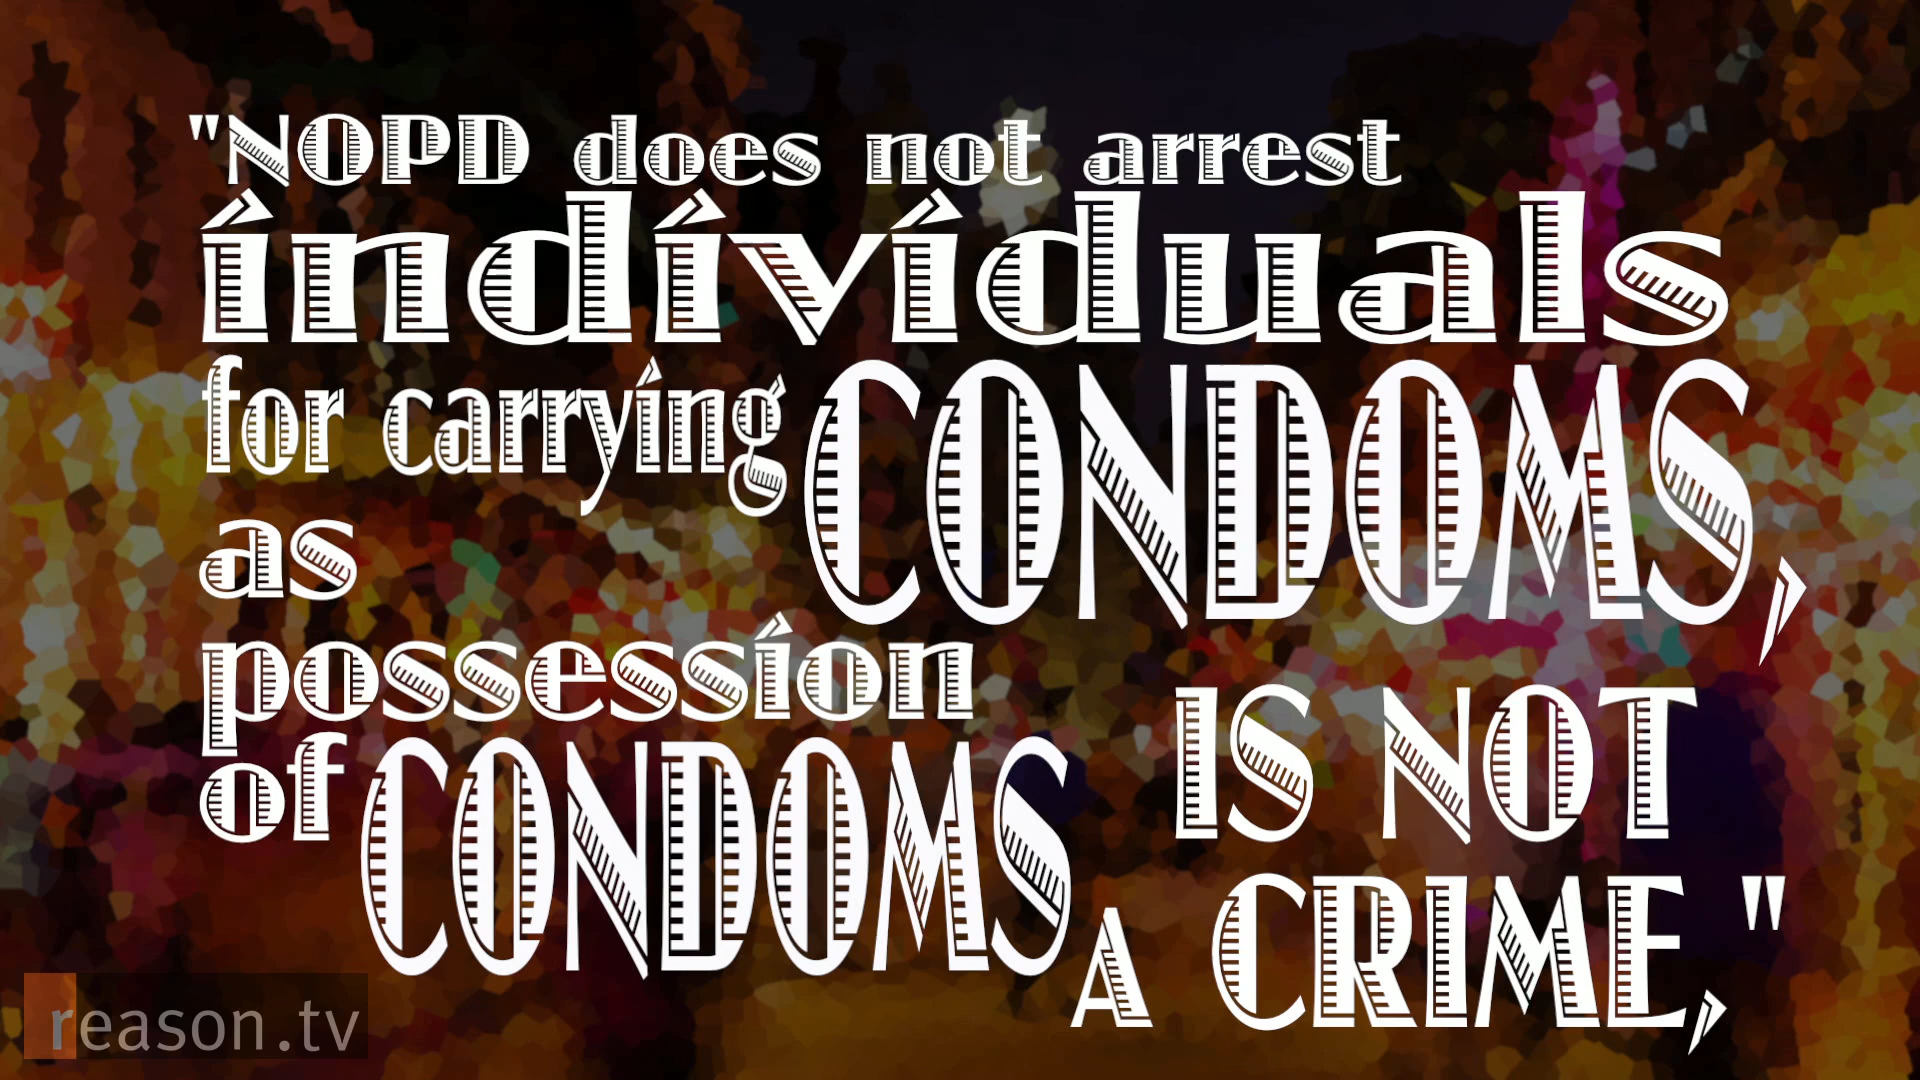 "NOPD does not arrest
individuals
for carrying CONDOMS,
as
possession
of CONDOMS IS NOT
A CRIME,"
reason.tv